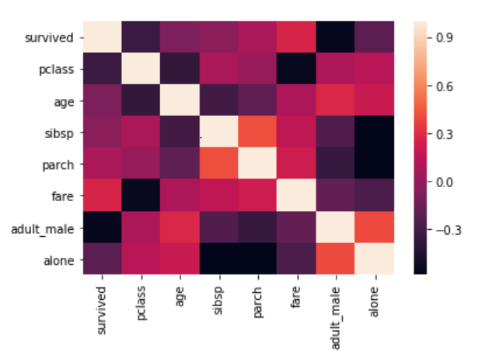 survived
pclass
age
sibsp
parch
fare
adult_male
alone
survived
pclass
age
sibsp
parch
fare
adult_male
alone
0.9
0.6
0.3
0.0
−0.3